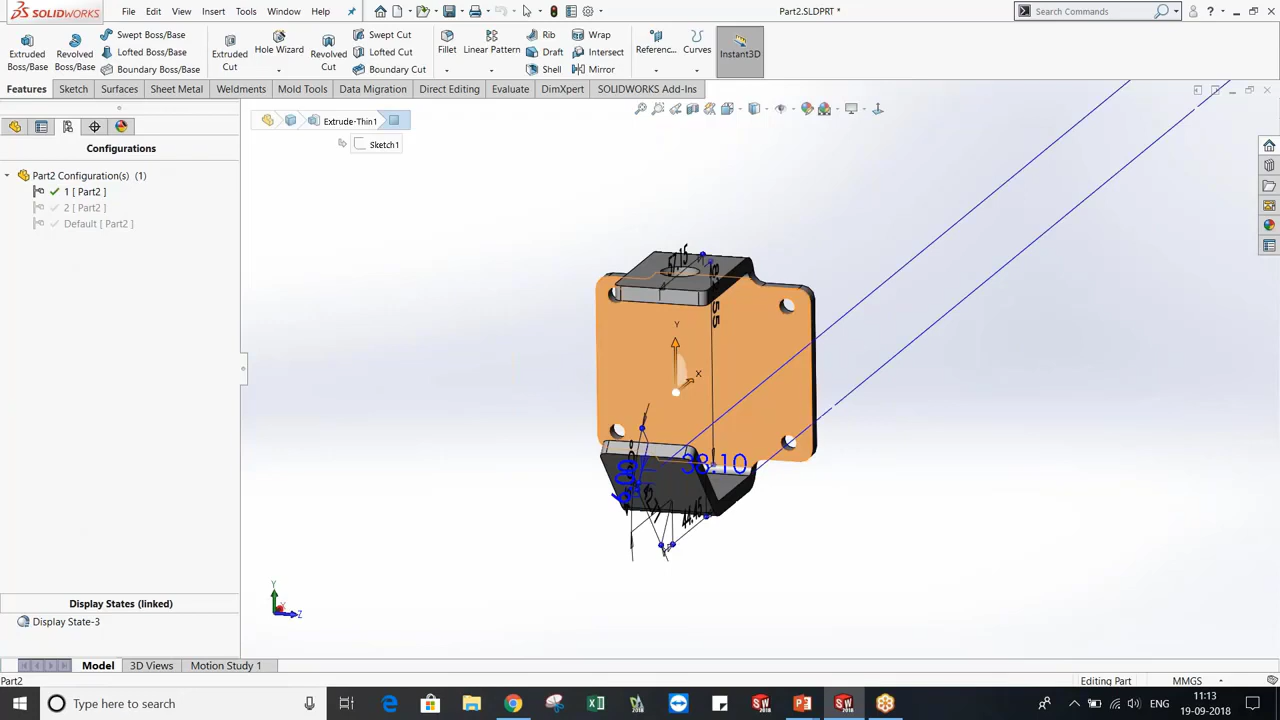 SOLIDWORKS
File Edit View Insert Tools Window Help
Part2.SLDPRT *
Search Commands
Extruded Boss/Base
Revolved Boss/Base
Swept Boss/Base
Lofted Boss/Base
Boundary Boss/Base
Extruded Cut
Hole Wizard
Revolved Cut
Swept Cut
Lofted Cut
Boundary Cut
Fillet
Linear Pattern
Rib
Draft
Shell
Wrap
Intersect
Mirror
Referenc...
Curves
Instant3D
Features Sketch Surfaces Sheet Metal Weldments Mold Tools Data Migration Direct Editing Evaluate DimXpert SOLIDWORKS Add-Ins
Extrude-Thin1
Sketch1
Configurations
Part2 Configuration(s) (1)
1 [ Part2 ]
2 [ Part2 ]
Default [ Part2 ]
57.15
Y
X
38.10
44.45
Y
X
Z
Display States (linked)
Display State-3
Model 3D Views Motion Study 1
Part2
Editing Part
MMGS
Type here to search
ENG
11:13
19-09-2018